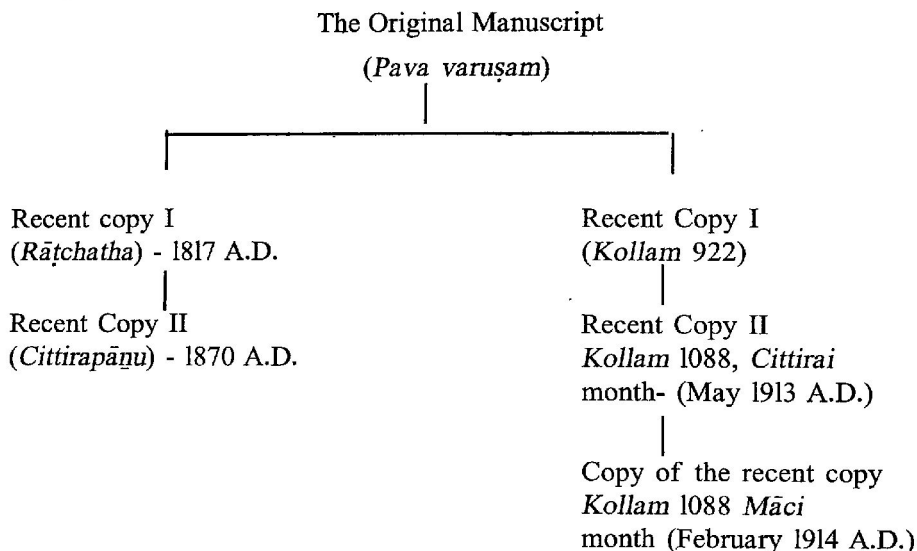 The Original Manuscript
(Pava varuṣam)
Recent copy I
(Rāṭchatha) - 1817 A.D.
Recent Copy II
(Cittirapāṉu) - 1870 A.D.
Recent Copy I
(Kollam 922)
Recent Copy II
Kollam 1088, Cittirai
month- (May 1913 A.D.)
Copy of the recent copy
Kollam 1088 Māci
month (February 1914 A.D.)